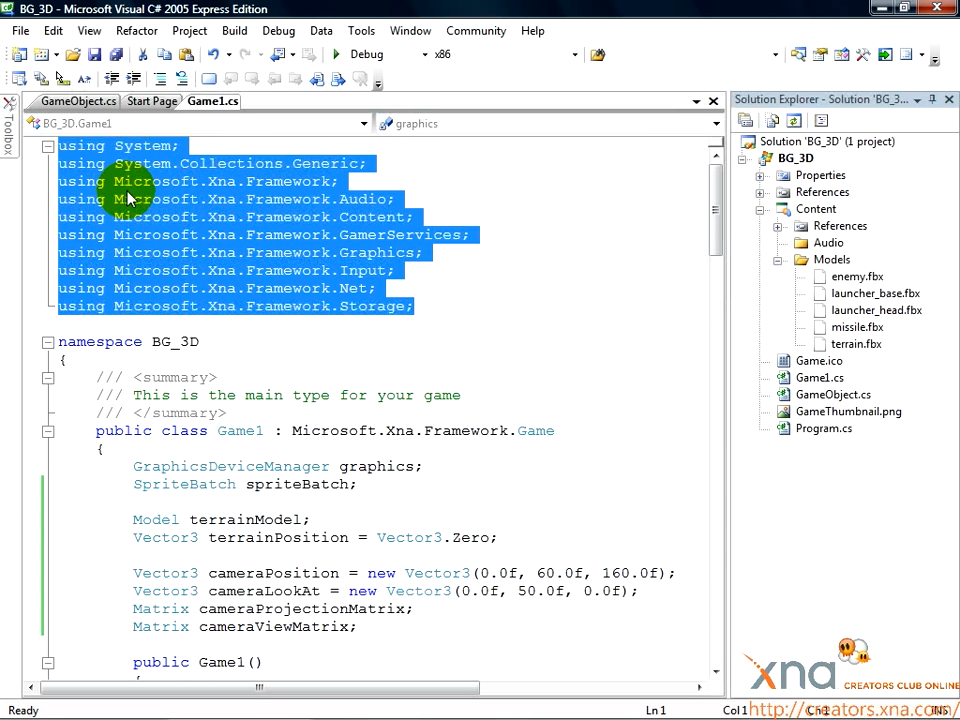 BG_3D - Microsoft Visual C# 2005 Express Edition
File Edit View Refactor Project Build Debug Data Tools Window Community Help
Debug x86
GameObject.cs Start Page Game1.cs
Toolbox
BG_3D.Game1 graphics
using System;
using System.Collections.Generic;
using Microsoft.Xna.Framework;
using Microsoft.Xna.Framework.Audio;
using Microsoft.Xna.Framework.Content;
using Microsoft.Xna.Framework.GamerServices;
using Microsoft.Xna.Framework.Graphics;
using Microsoft.Xna.Framework.Input;
using Microsoft.Xna.Framework.Net;
using Microsoft.Xna.Framework.Storage;
namespace BG_3D
{
/// <summary>
/// This is the main type for your game
/// </summary>
public class Game1 : Microsoft.Xna.Framework.Game
{
GraphicsDeviceManager graphics;
SpriteBatch spriteBatch;
Model terrainModel;
Vector3 terrainPosition = Vector3.Zero;
Vector3 cameraPosition = new Vector3(0.0f, 60.0f, 160.0f);
Vector3 cameraLookAt = new Vector3(0.0f, 50.0f, 0.0f);
Matrix cameraProjectionMatrix;
Matrix cameraViewMatrix;
public Game1()
Solution Explorer - Solution 'BG_3...
Solution 'BG_3D' (1 project)
BG_3D
Properties
References
Content
References
Audio
Models
enemy.fbx
launcher_base.fbx
launcher_head.fbx
missile.fbx
terrain.fbx
Game.ico
Game1.cs
GameObject.cs
GameThumbnail.png
Program.cs
xna CREATORS CLUB ONLINE
http://creators.xna.com/
Ready Ln 1 Col 1 Ch 1 INS